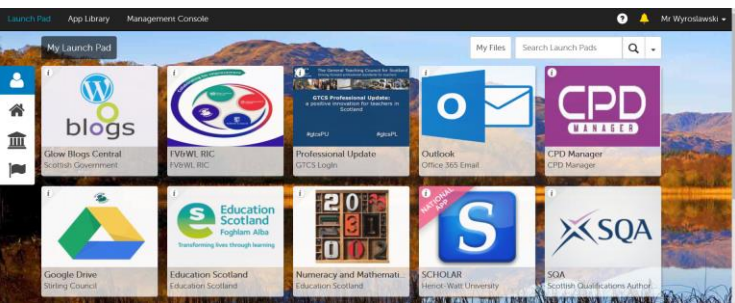 Launch Pad App Library Management Console Mr Wyroslawski
My Launch Pad My Files Search Launch Pads
blogs
Glow Blogs Central
Scottish Government
FV&WL RIC
FV&WL RIC
The General Teaching Council for Scotland
GTCS Professional Update:
a positive innovation for teachers in
Scotland
#gtcsPU #gtcsPL
Professional Update
GTCS Login
Outlook
Office 365 Email
CPD
MANAGER
CPD Manager
CPD Manager
Google Drive
Stirling Council
Education
Scotland
Foghlam Alba
Transforming lives through learning
Education Scotland
Education Scotland
Numeracy and Mathemati...
Education Scotland
NATIONAL
APP
S
SCHOLAR
Heriot-Watt University
SQA
SQA
Scottish Qualifications Author...